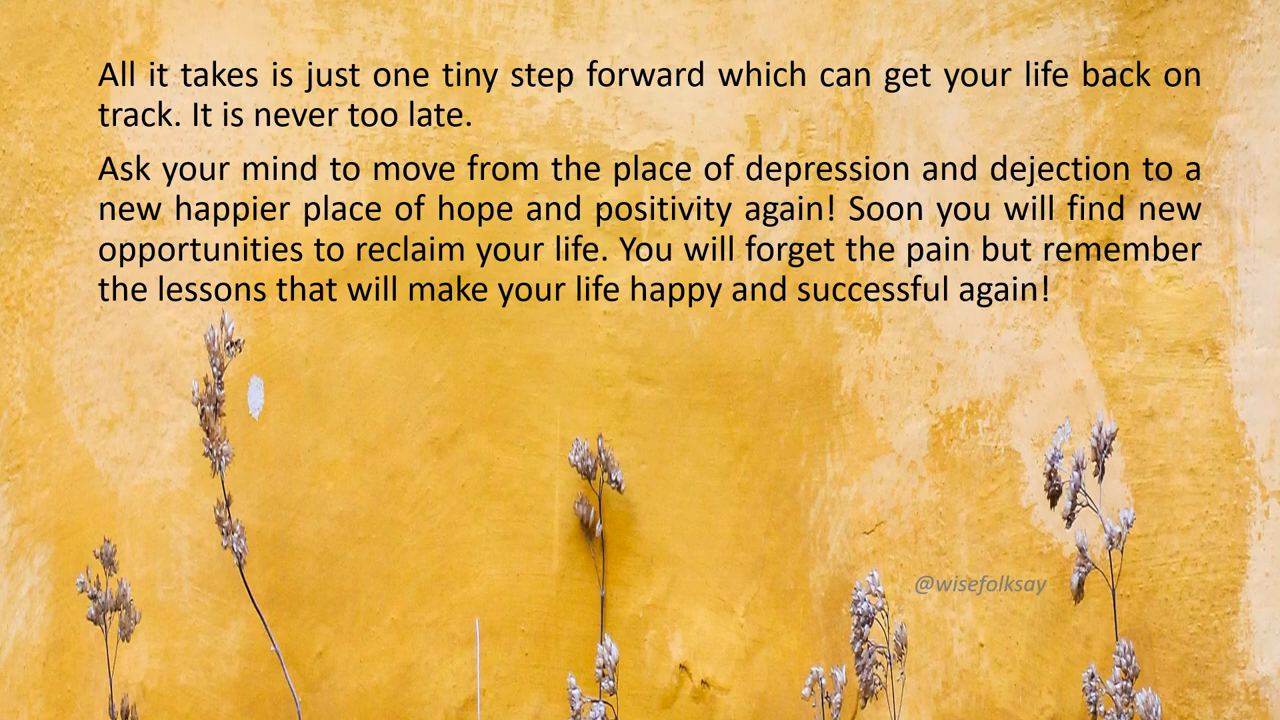 All it takes is just one tiny step forward which can get your life back on
track. It is never too late.
Ask your mind to move from the place of depression and dejection to a
new happier place of hope and positivity again! Soon you will find new
opportunities to reclaim your life. You will forget the pain but remember
the lessons that will make your life happy and successful again!
@wisefolksay